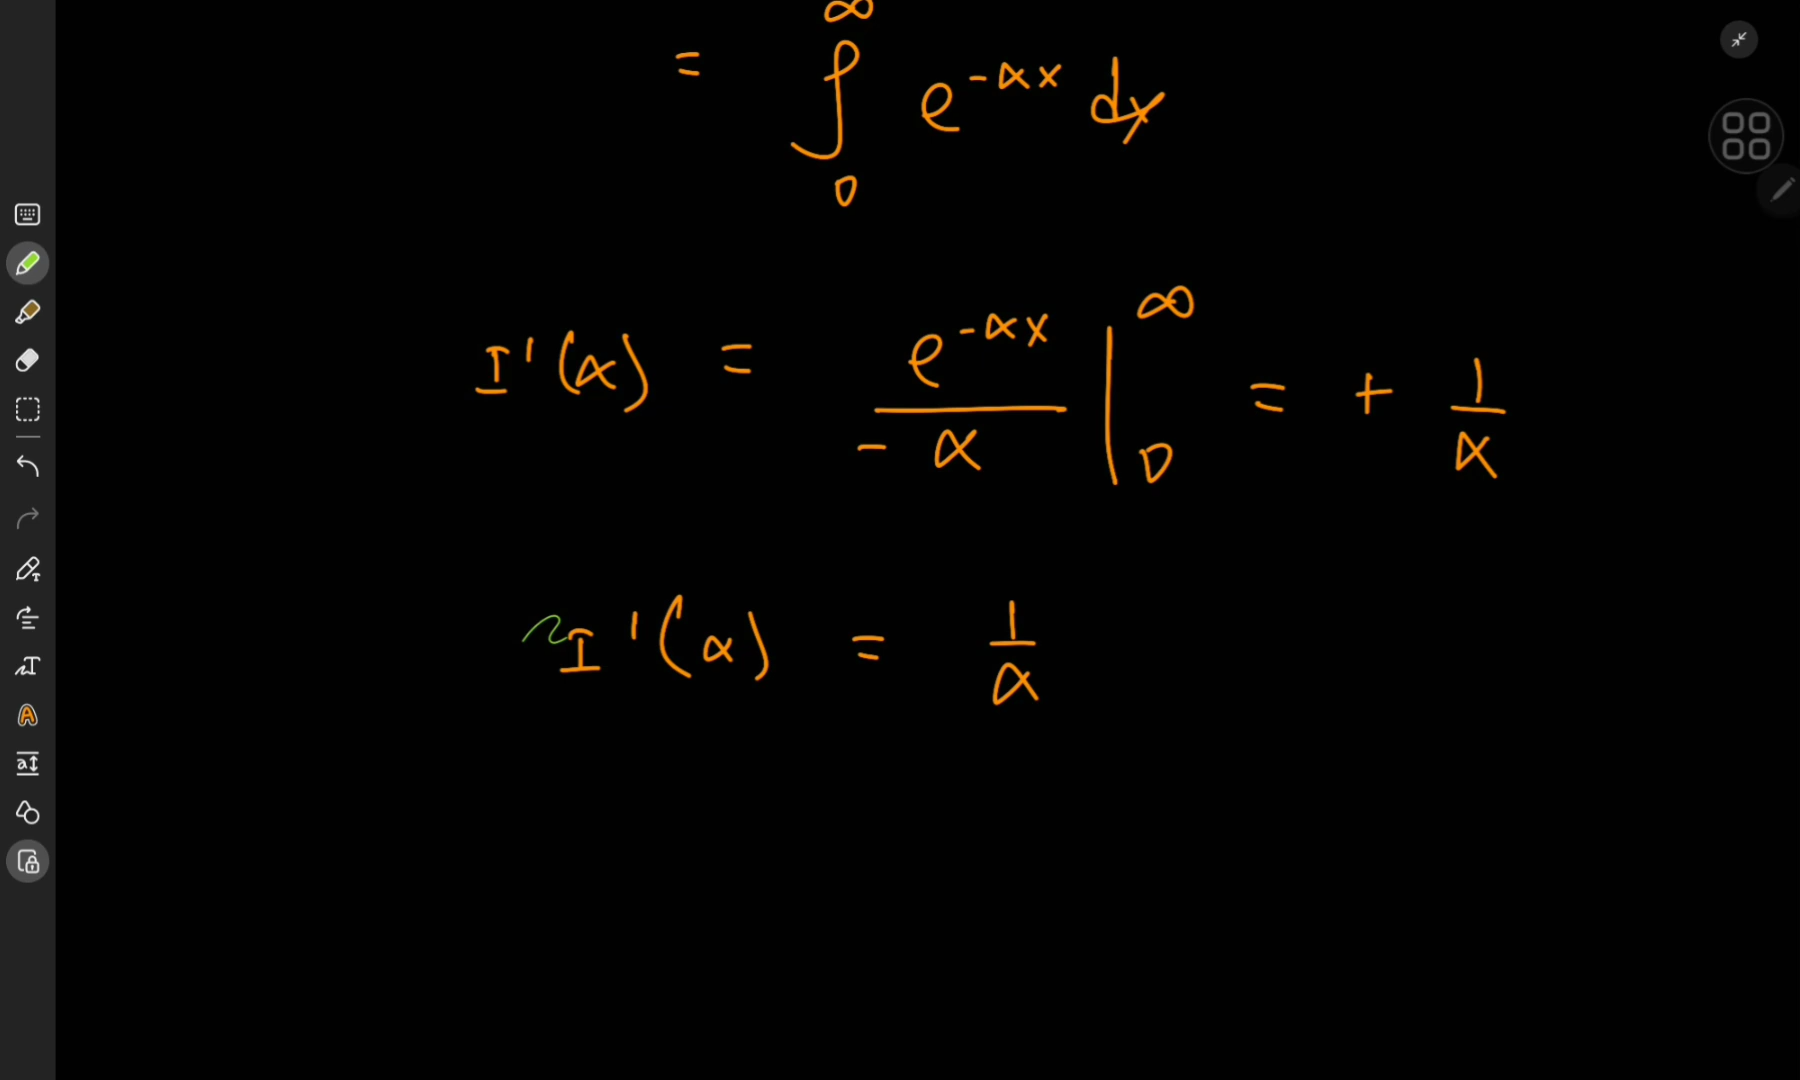 = ∫₀^∞ e^{-αx} dx
I'(α) = e^{-αx} / -α |₀^∞ = + 1/α
I'(α) = 1/α